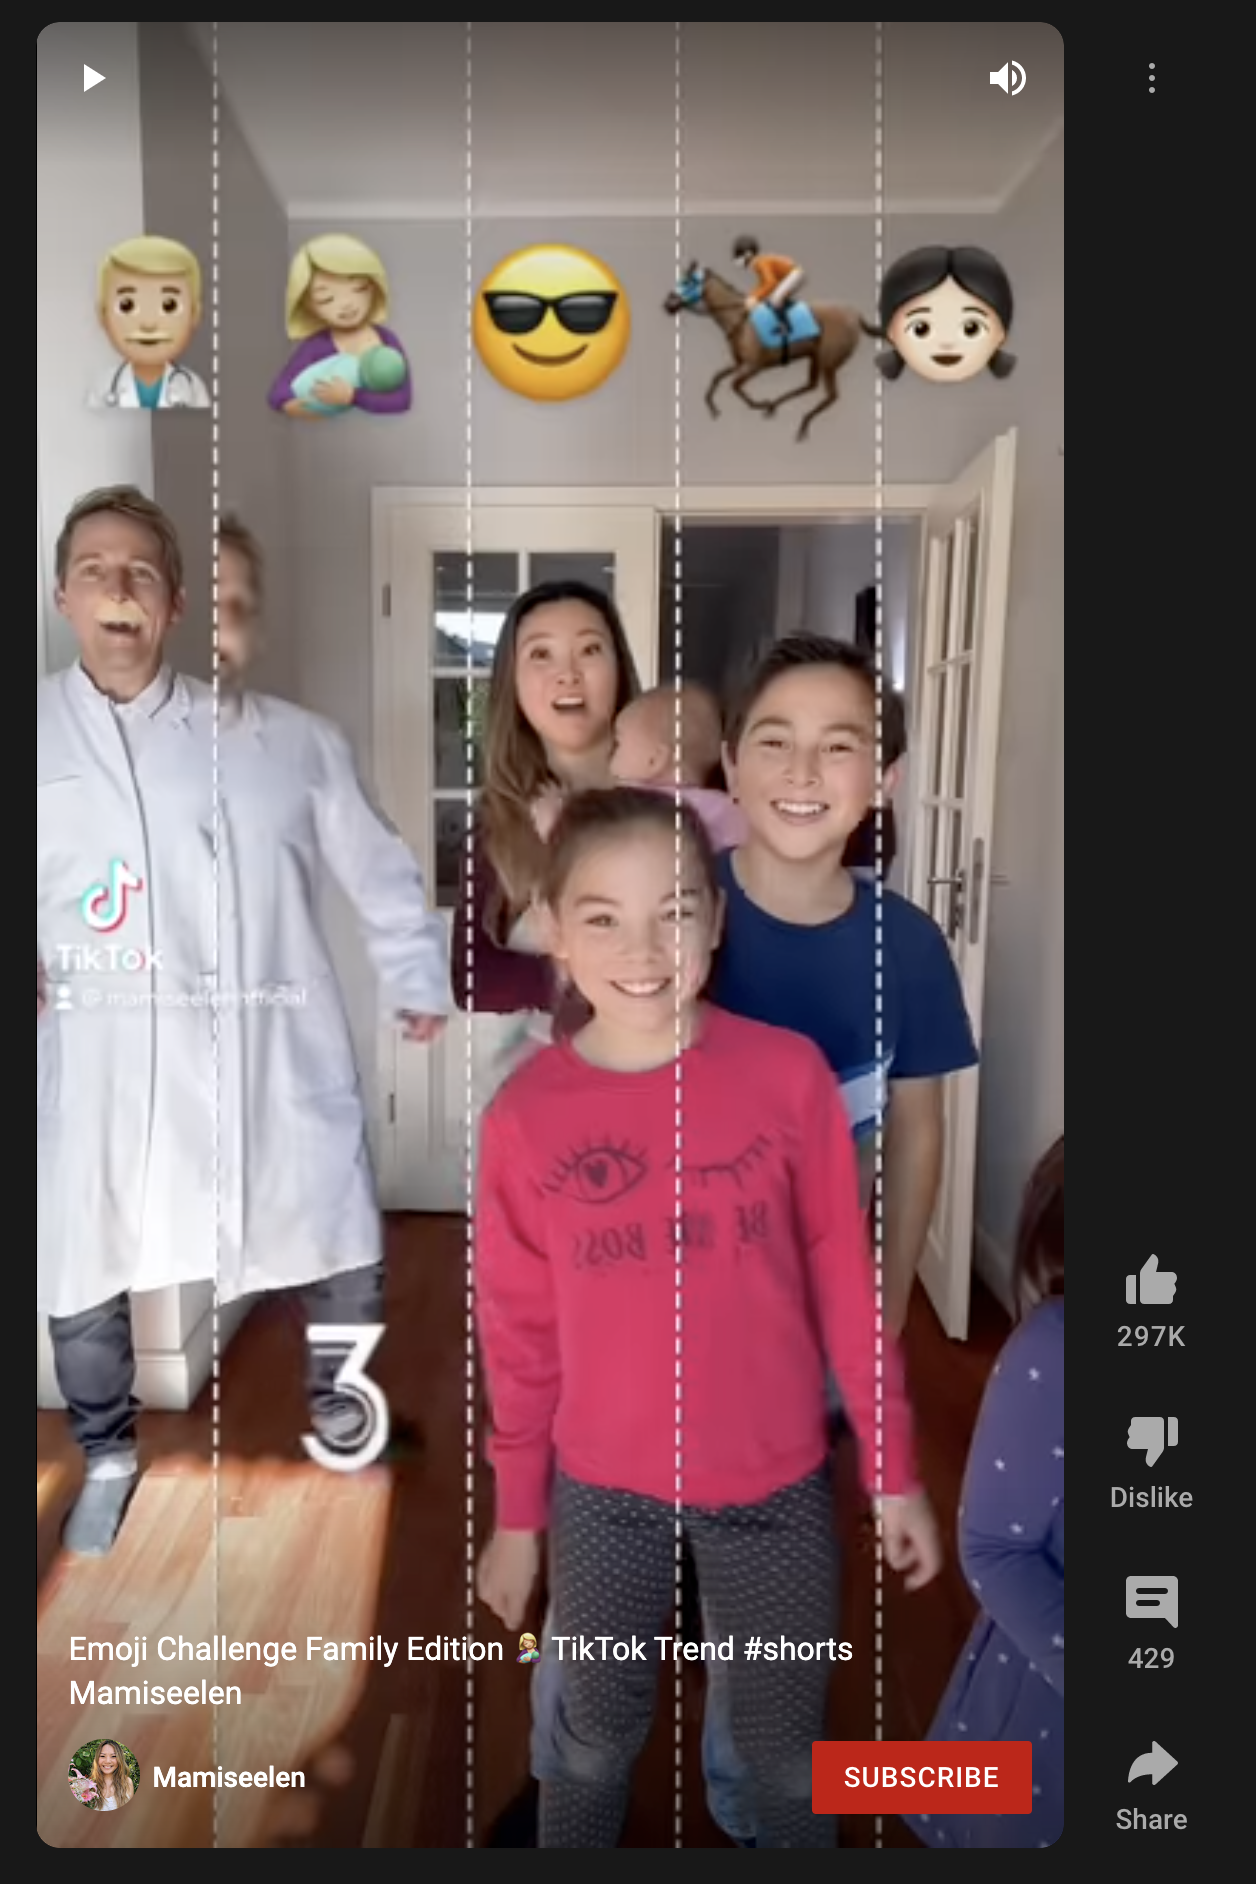 TikTok
@mamiseelenofficial
BE THE BOSS
3
Emoji Challenge Family Edition 🤱🏼 TikTok Trend #shorts
Mamiseelen
Mamiseelen
SUBSCRIBE
297K
Dislike
429
Share